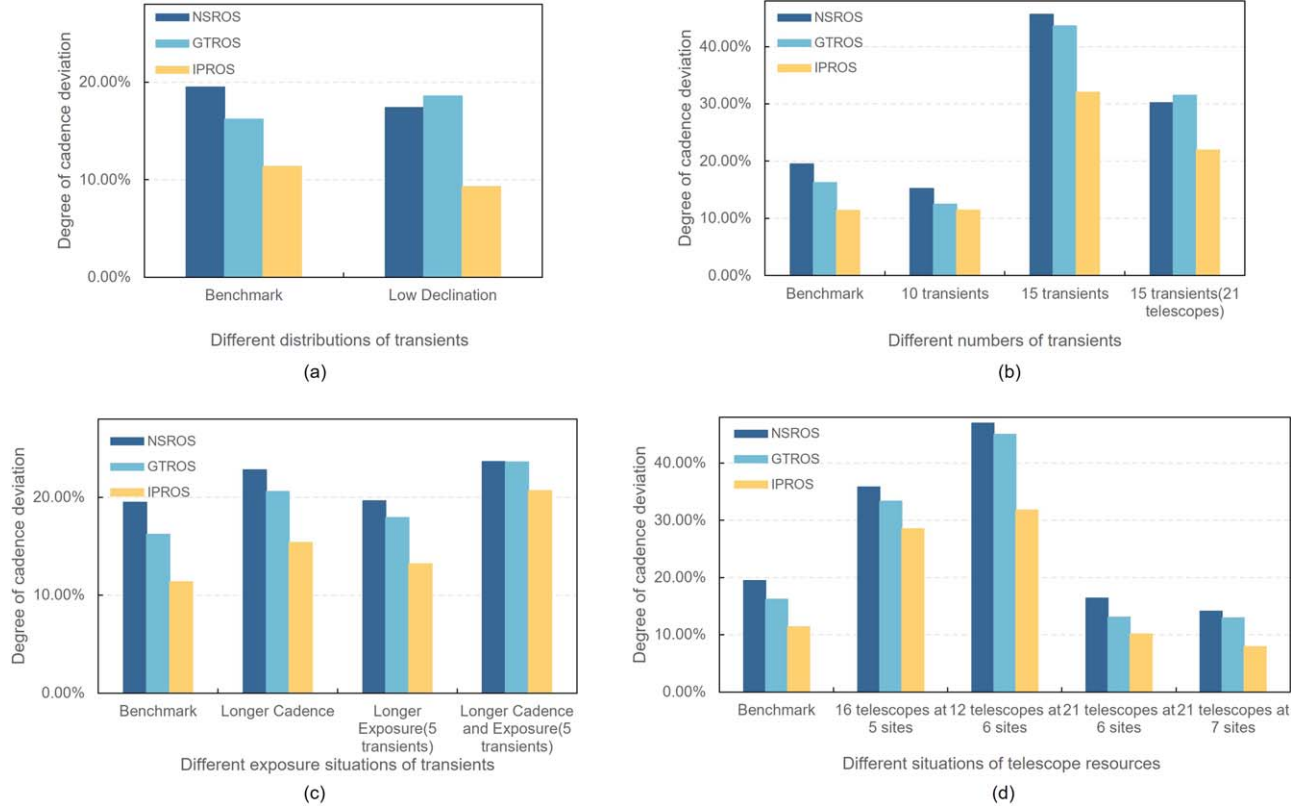 NSROS
GTROS
IPROS
20.00%
10.00%
0.00%
Degree of cadence deviation
Benchmark
Low Declination
Different distributions of transients
(a)
NSROS
GTROS
IPROS
40.00%
30.00%
20.00%
10.00%
0.00%
Degree of cadence deviation
Benchmark
10 transients
15 transients
15 transients(21
telescopes)
Different numbers of transients
(b)
NSROS
GTROS
IPROS
20.00%
10.00%
0.00%
Degree of cadence deviation
Benchmark
Longer Cadence
Longer
Exposure(5
transients)
Longer Cadence
and Exposure(5
transients)
Different exposure situations of transients
(c)
NSROS
GTROS
IPROS
40.00%
30.00%
20.00%
10.00%
0.00%
Degree of cadence deviation
Benchmark
16 telescopes at
5 sites
12 telescopes at
6 sites
21 telescopes at
6 sites
21 telescopes at
7 sites
Different situations of telescope resources
(d)